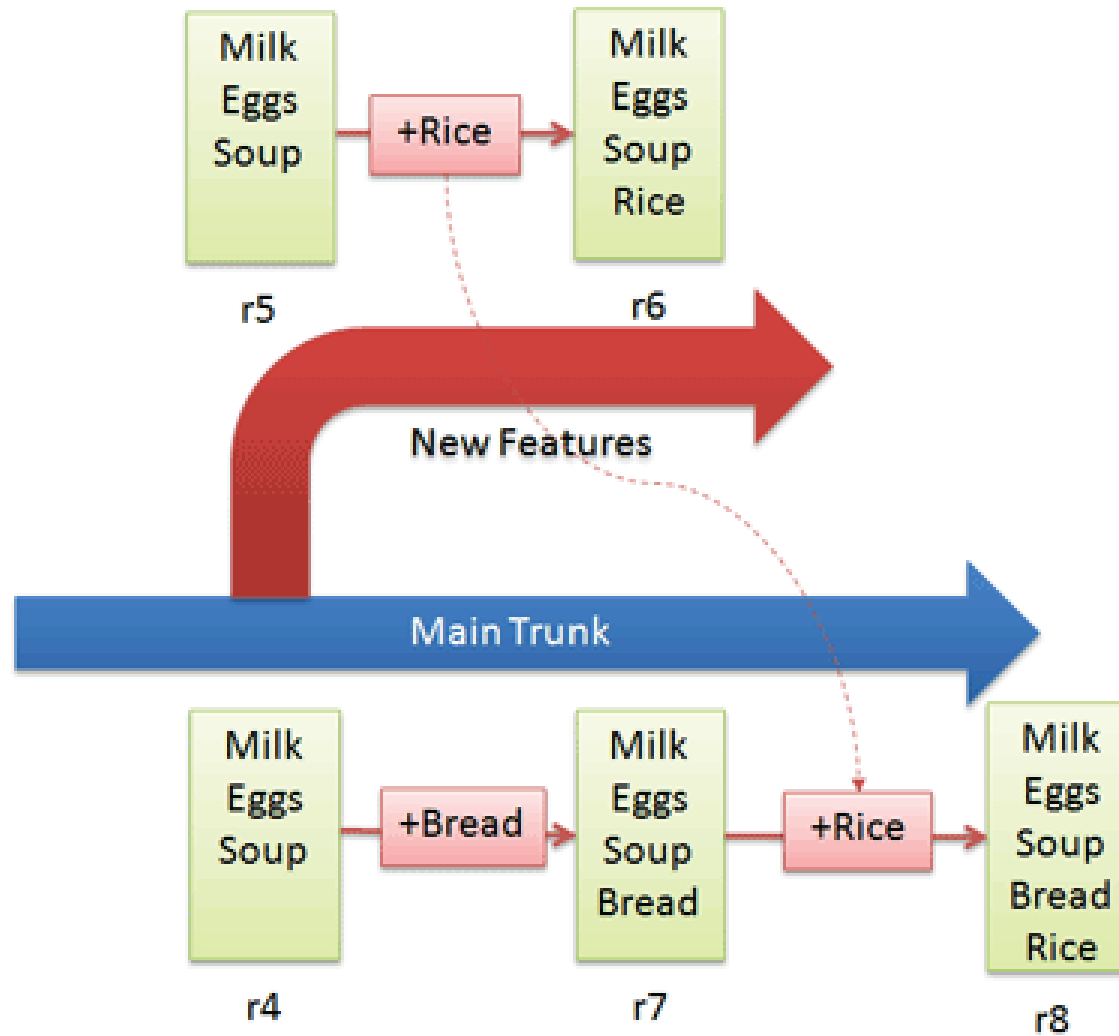 Milk
Eggs
Soup
+Rice
Milk
Eggs
Soup
Rice
r5
r6
New Features
Main Trunk
Milk
Eggs
Soup
+Bread
Milk
Eggs
Soup
Bread
+Rice
Milk
Eggs
Soup
Bread
Rice
r4
r7
r8